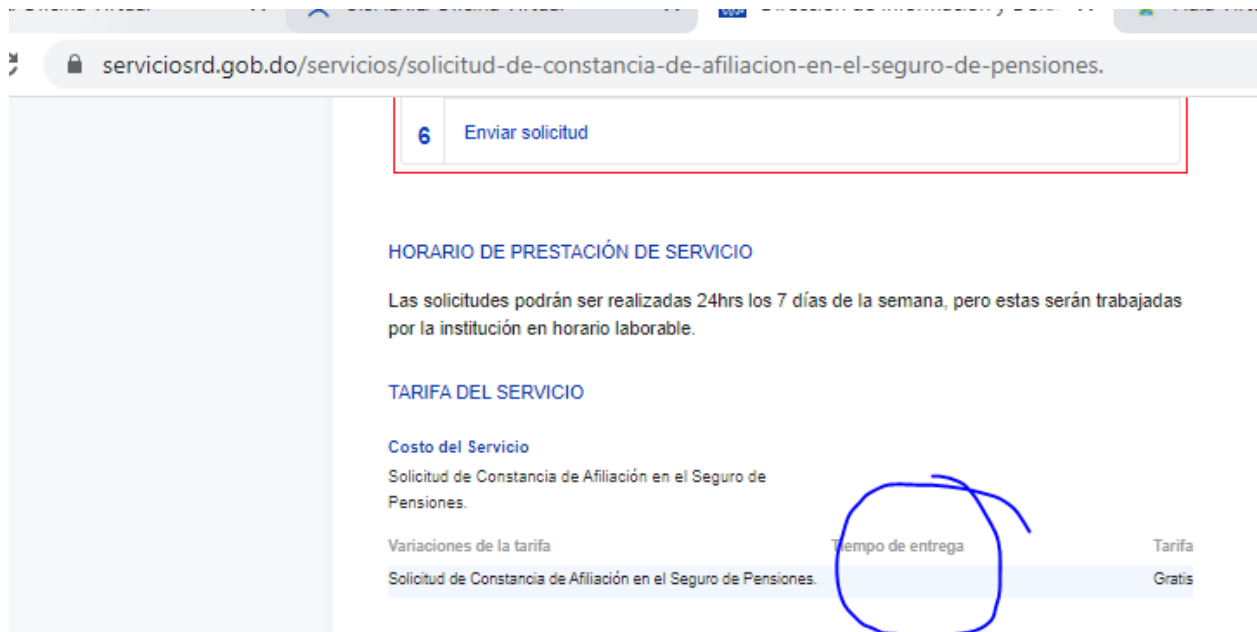 serviciosrd.gob.do/servicios/solicitud-de-constancia-de-afiliacion-en-el-seguro-de-pensiones.
6 Enviar solicitud
HORARIO DE PRESTACIÓN DE SERVICIO
Las solicitudes podrán ser realizadas 24hrs los 7 días de la semana, pero estas serán trabajadas
por la institución en horario laborable.
TARIFA DEL SERVICIO
Costo del Servicio
Solicitud de Constancia de Afiliación en el Seguro de
Pensiones.
Variaciones de la tarifa Tiempo de entrega Tarifa
Solicitud de Constancia de Afiliación en el Seguro de Pensiones. Gratis